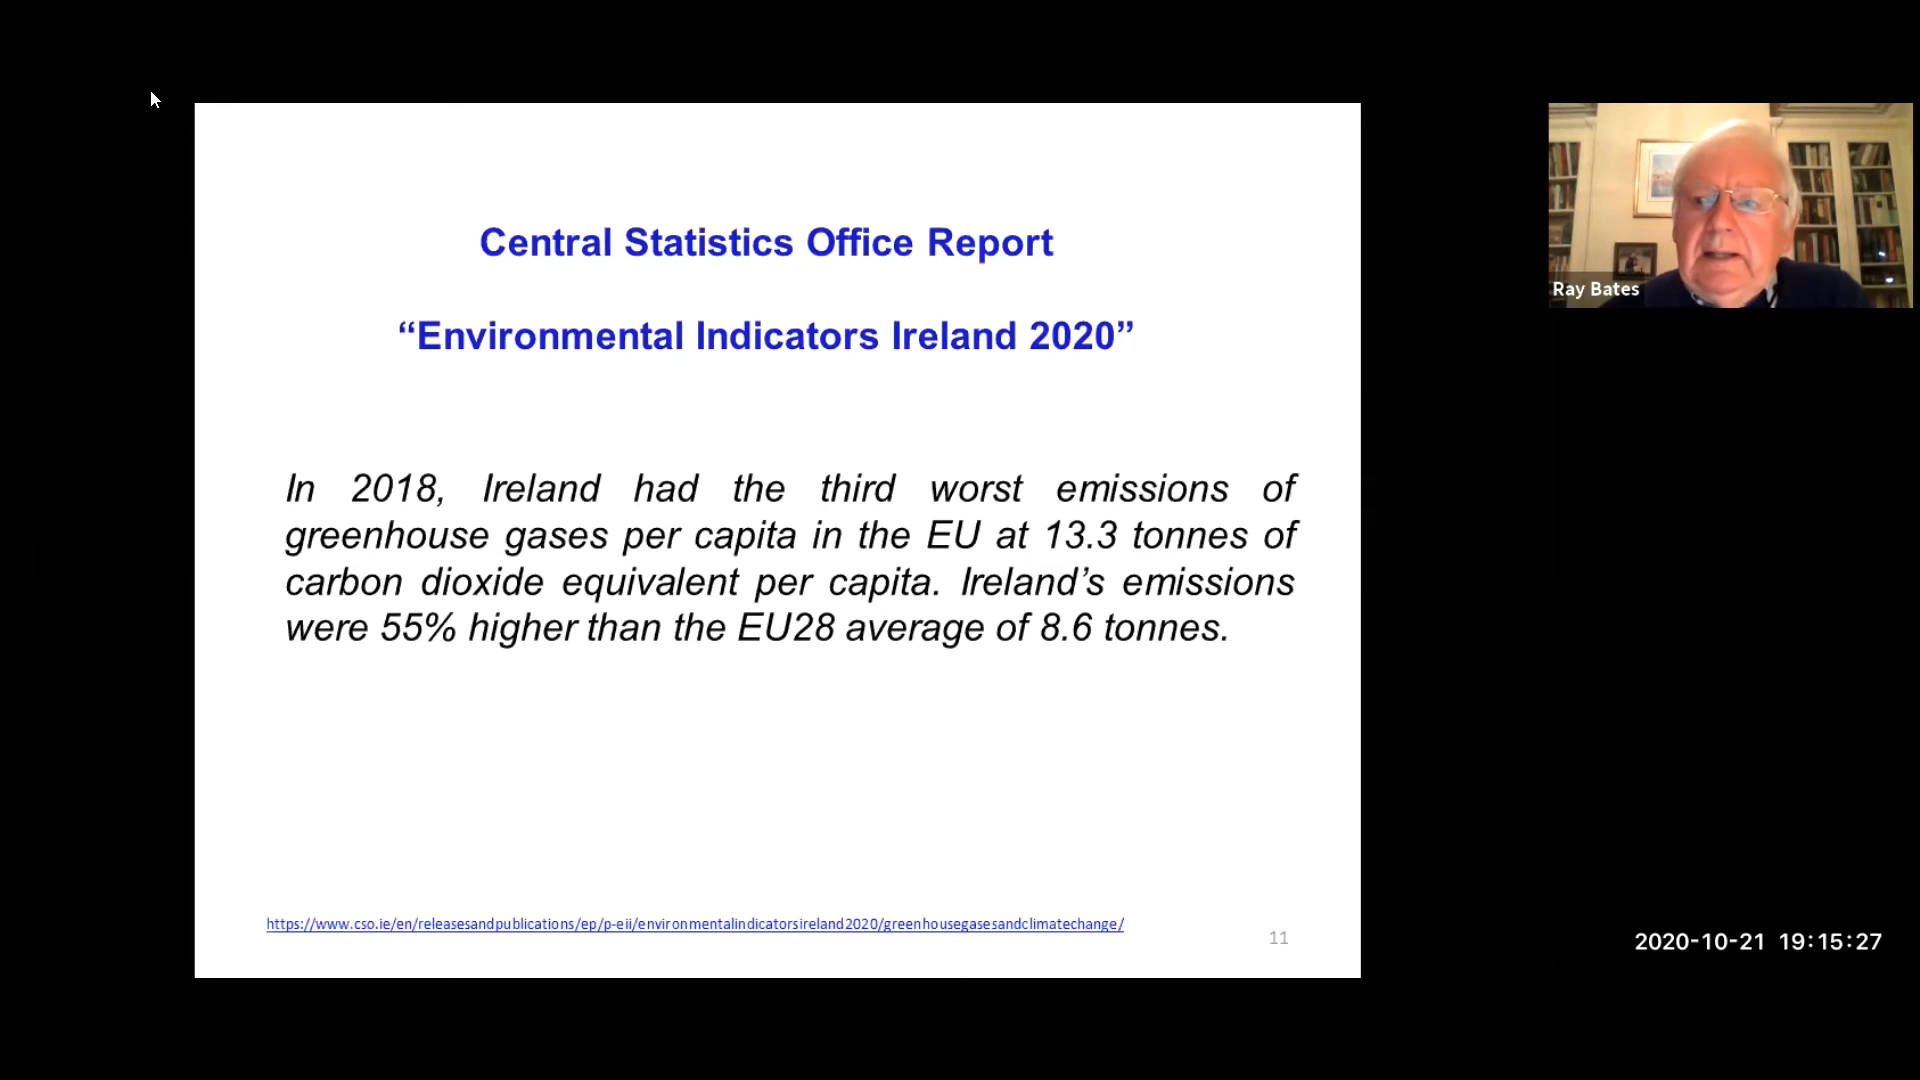 Central Statistics Office Report
“Environmental Indicators Ireland 2020”
In 2018, Ireland had the third worst emissions of
greenhouse gases per capita in the EU at 13.3 tonnes of
carbon dioxide equivalent per capita. Ireland’s emissions
were 55% higher than the EU28 average of 8.6 tonnes.
https://www.cso.ie/en/releasesandpublications/ep/p-eii/environmentalindicatorsireland2020/greenhousegasesandclimatechange/
11
Ray Bates
2020-10-21 19:15:27